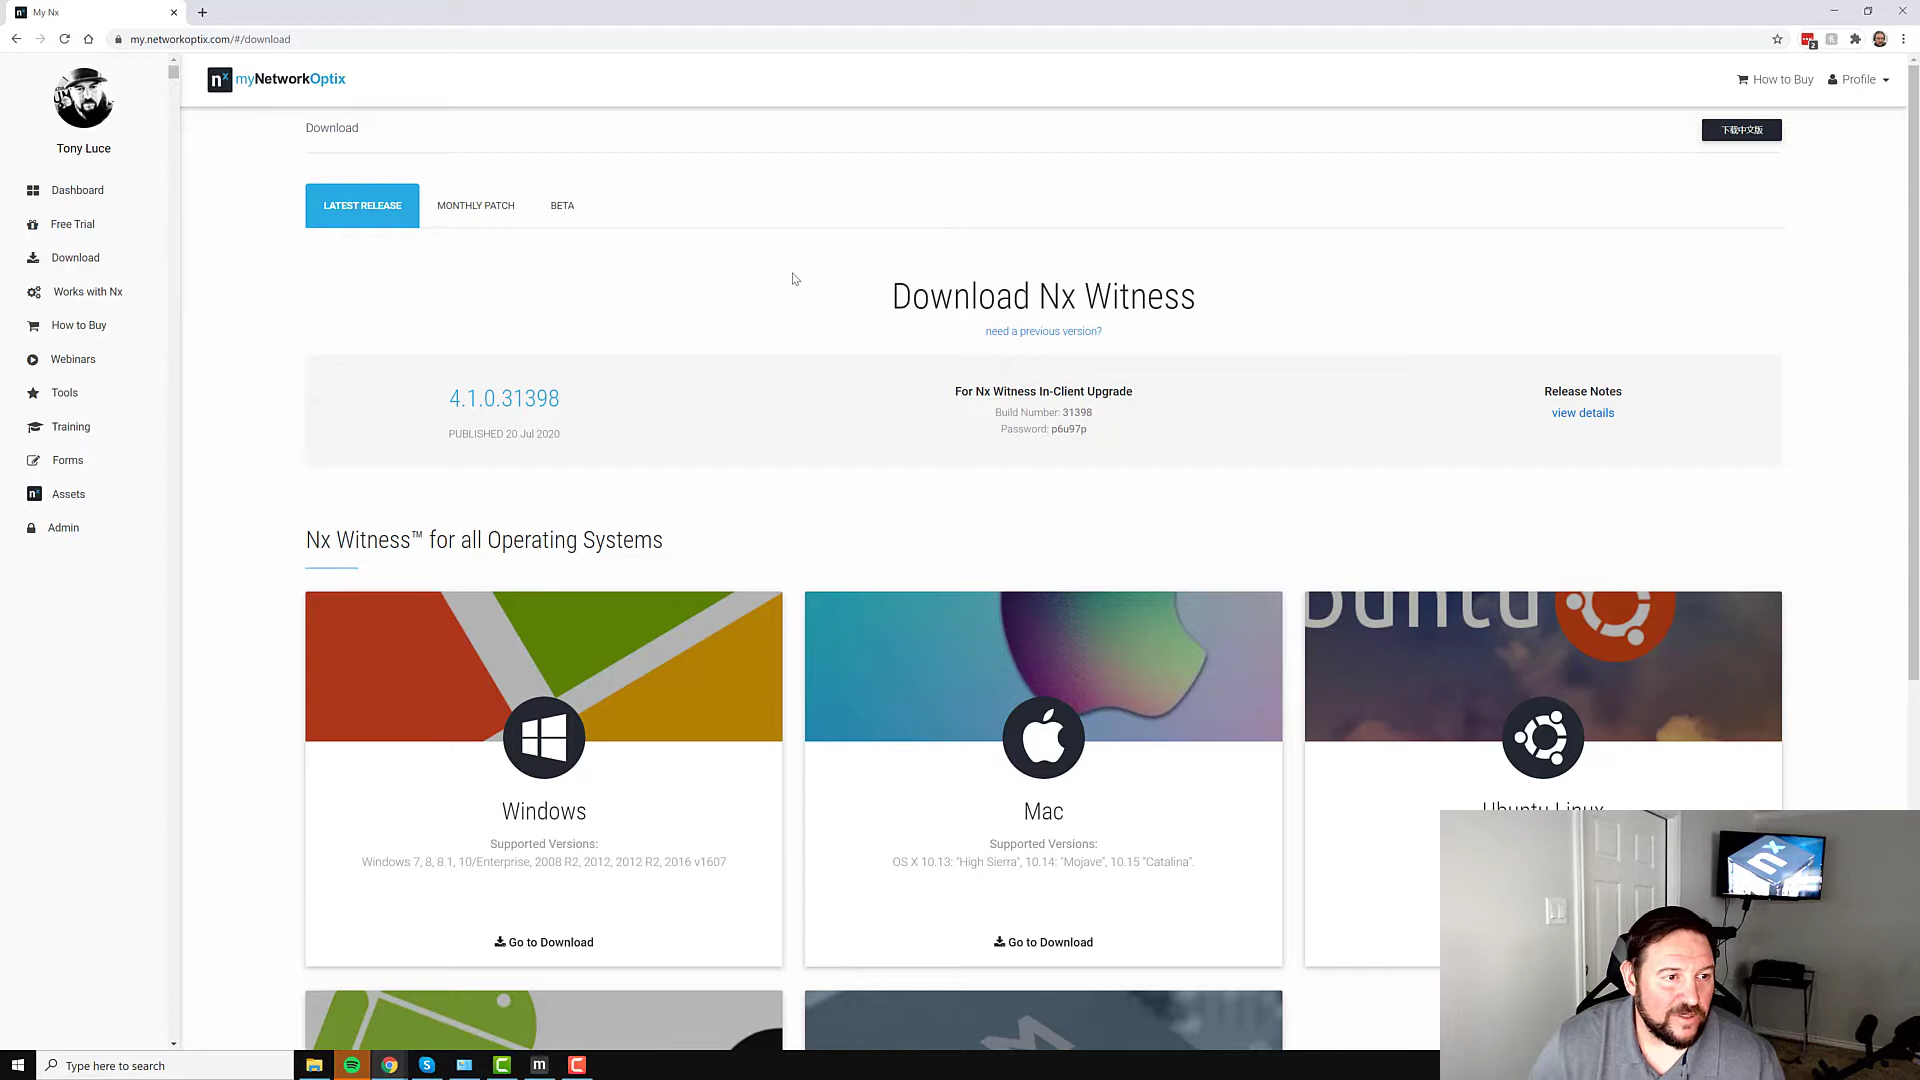 My Nx
my.networkoptix.com/#/download
2
nx myNetworkOptix
How to Buy
Profile
Tony Luce
Dashboard
Free Trial
Download
Works with Nx
How to Buy
Webinars
Tools
Training
Forms
Assets
Admin
Download
下载中文版
LATEST RELEASE
MONTHLY PATCH
BETA
Download Nx Witness
need a previous version?
4.1.0.31398
PUBLISHED 20 Jul 2020
For Nx Witness In-Client Upgrade
Build Number: 31398
Password: p6u97p
Release Notes
view details
Nx Witness™ for all Operating Systems
Windows
Supported Versions:
Windows 7, 8, 8.1, 10/Enterprise, 2008 R2, 2012, 2012 R2, 2016 v1607
Go to Download
Mac
Supported Versions:
OS X 10.13: "High Sierra", 10.14: "Mojave", 10.15 "Catalina".
Go to Download
Ubuntu Linux
nx
Type here to search